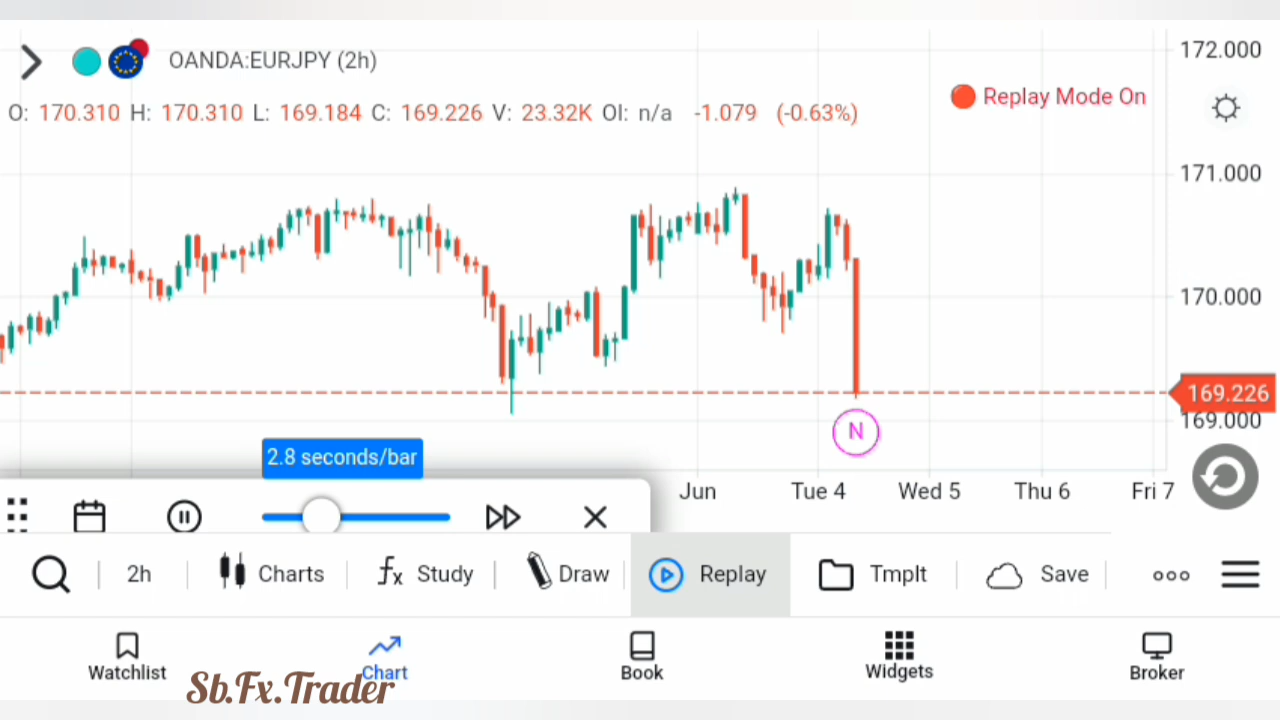 172.000
OANDA:EURJPY (2h)
Replay Mode On
O: 170.310 H: 170.310 L: 169.184 C: 169.226 V: 23.32K OI: n/a -1.079 (-0.63%)
171.000
170.000
169.226
169.000
N
2.8 seconds/bar
Jun Tue 4 Wed 5 Thu 6 Fri 7
2h Charts fx Study Draw Replay Tmplt Save
Watchlist Chart Book Widgets Broker
Sb.Fx.Trader